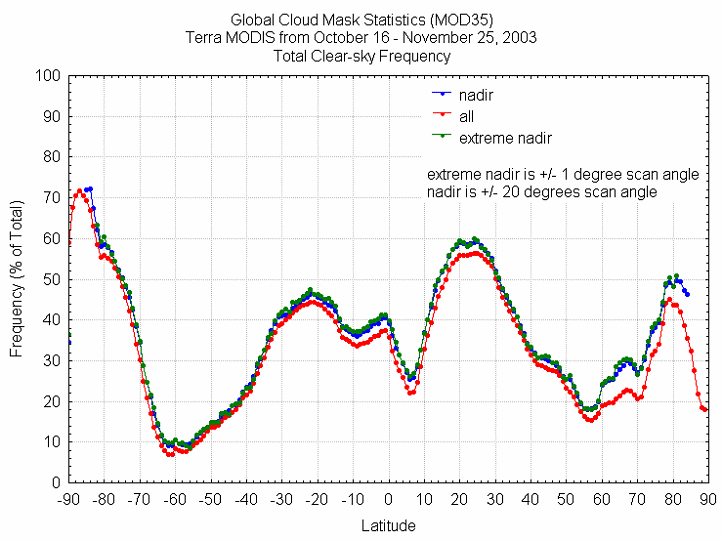 Global Cloud Mask Statistics (MOD35)
Terra MODIS from October 16 - November 25, 2003
Total Clear-sky Frequency
100
90
80
70
60
50
40
30
20
10
0
Frequency (% of Total)
nadir
all
extreme nadir
extreme nadir is +/- 1 degree scan angle
nadir is +/- 20 degrees scan angle
-90 -80 -70 -60 -50 -40 -30 -20 -10 0 10 20 30 40 50 60 70 80 90
Latitude